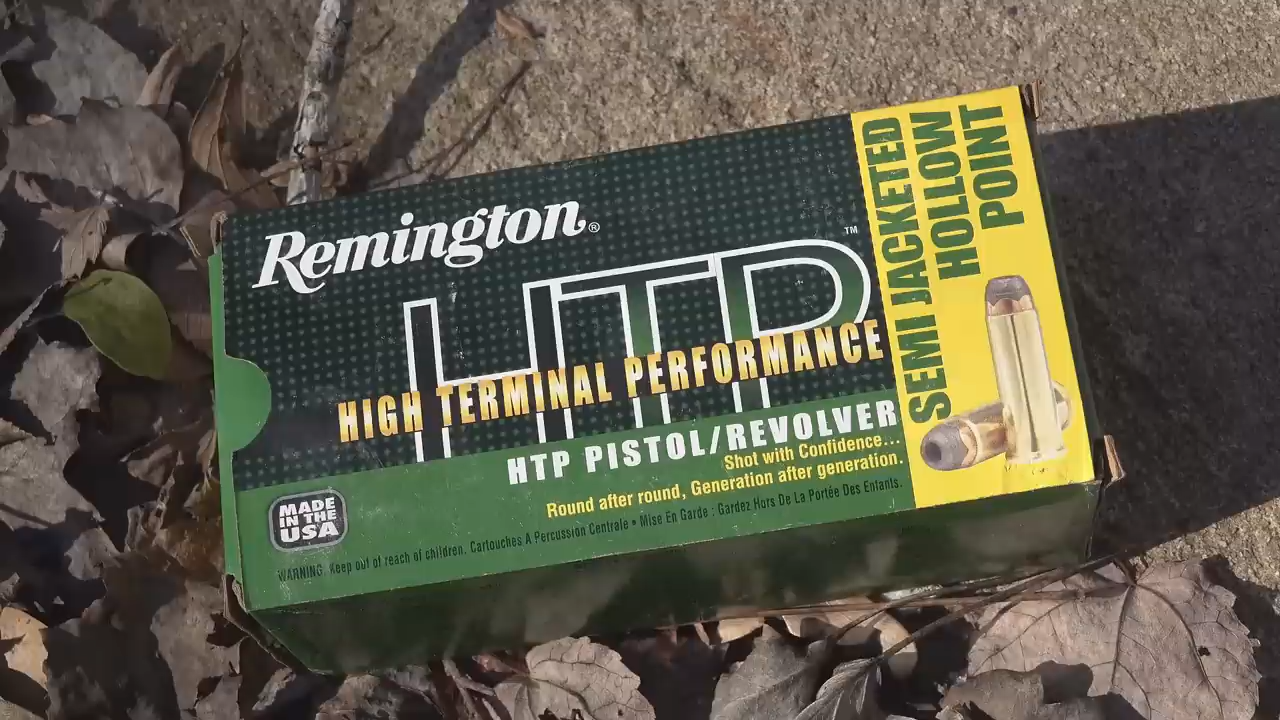 Remington®
HTP™
HIGH TERMINAL PERFORMANCE
HTP PISTOL/REVOLVER
Shot with Confidence...
Round after round, Generation after generation.
MADE
IN THE
USA
WARNING: Keep out of reach of children. Cartouches A Percussion Centrale • Mise En Garde : Gardez Hors De La Portée Des Enfants.
SEMI JACKETED
HOLLOW
POINT